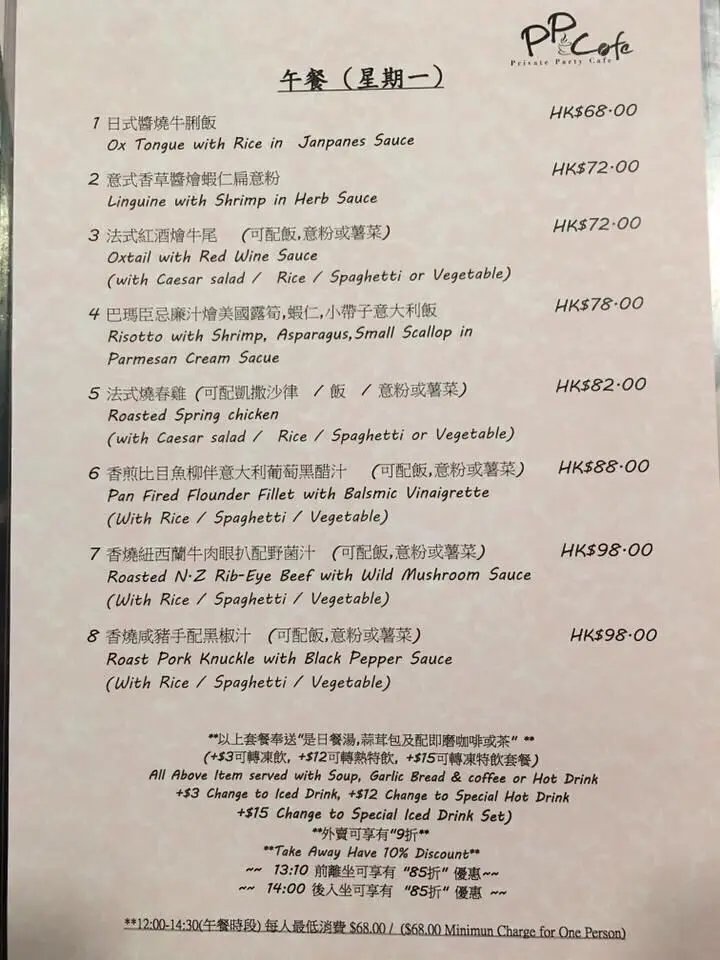 PP Cafe
Private Party Cafe
午餐 (星期一)
1 日式醬燒牛脷飯 HK$68.00
Ox Tongue with Rice in Janpanes Sauce
2 意式香草醬燴蝦仁扁意粉 HK$72.00
Linguine with Shrimp in Herb Sauce
3 法式紅酒燴牛尾 (可配飯,意粉或薯菜) HK$72.00
Oxtail with Red Wine Sauce
(with Caesar salad / Rice / Spaghetti or Vegetable)
4 巴瑪臣忌廉汁燴美國露筍,蝦仁,小帶子意大利飯 HK$78.00
Risotto with Shrimp, Asparagus,Small Scallop in
Parmesan Cream Sacue
5 法式燒春雞 (可配凱撒沙律 / 飯 / 意粉或薯菜) HK$82.00
Roasted Spring chicken
(with Caesar salad / Rice / Spaghetti or Vegetable)
6 香煎比目魚柳伴意大利葡萄黑醋汁 (可配飯,意粉或薯菜) HK$88.00
Pan Fired Flounder Fillet with Balsmic Vinaigrette
(With Rice / Spaghetti / Vegetable)
7 香燒紐西蘭牛肉眼扒配野菌汁 (可配飯,意粉或薯菜) HK$98.00
Roasted N.Z Rib-Eye Beef with Wild Mushroom Sauce
(With Rice / Spaghetti / Vegetable)
8 香燒咸豬手配黑椒汁 (可配飯,意粉或薯菜) HK$98.00
Roast Pork Knuckle with Black Pepper Sauce
(With Rice / Spaghetti / Vegetable)
**以上套餐奉送"是日餐湯,蒜茸包及配即磨咖啡或茶" **
(+$3可轉凍飲, +$12可轉熱特飲, +$15可轉凍特飲套餐)
All Above Item served with Soup, Garlic Bread & coffee or Hot Drink
+$3 Change to Iced Drink, +$12 Change to Special Hot Drink
+$15 Change to Special Iced Drink Set)
**外賣可享有"9折**
**Take Away Have 10% Discount**
~~ 13:10 前離坐可享有 "85折" 優惠~~
~~ 14:00 後入坐可享有 "85折" 優惠 ~~
**12:00-14:30(午餐時段) 每人最低消費 $68.00 / ($68.00 Minimun Charge for One Person)